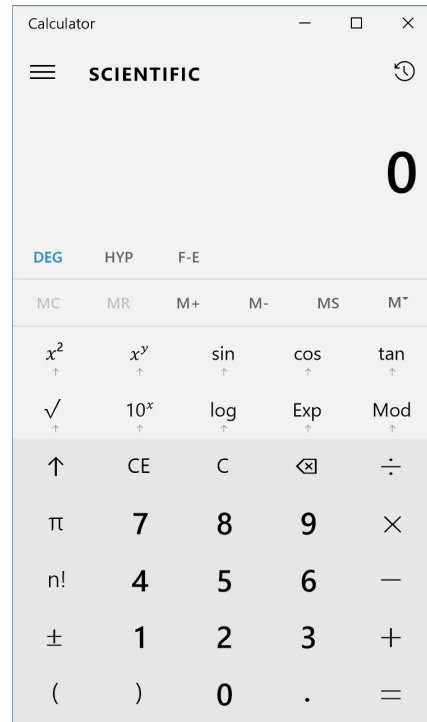 Calculator
SCIENTIFIC
0
DEG HYP F-E
MC MR M+ M- MS M
x² xʸ sin cos tan
√ 10ˣ log Exp Mod
↑ CE C ⌫ ÷
π 7 8 9 ×
n! 4 5 6 −
± 1 2 3 +
( ) 0 . =